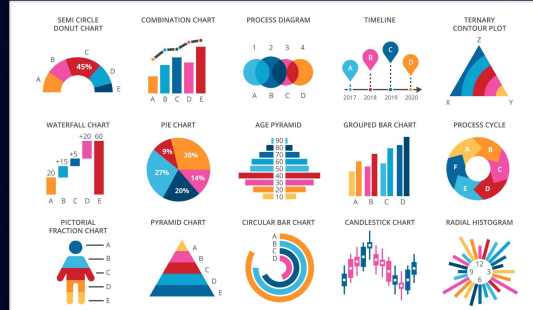 SEMI CIRCLE
DONUT CHART
A
B
C
45%
D
E
COMBINATION CHART
A B C D E
PROCESS DIAGRAM
1 2 3 4
A B C D
TIMELINE
A
B
C
D
2017 2018 2019 2020
TERNARY
CONTOUR PLOT
Z
X
Y
WATERFALL CHART
20
+15
+5
+20
60
A B C D E
PIE CHART
9%
30%
27%
14%
20%
AGE PYRAMID
90
80
70
60
50
40
30
20
10
GROUPED BAR CHART
A B C D
PROCESS CYCLE
A
B
F
C
E
D
PICTORIAL
FRACTION CHART
A
B
C
D
E
PYRAMID CHART
A
B
C
D
E
CIRCULAR BAR CHART
A
B
C
D
CANDLESTICK CHART
RADIAL HISTOGRAM
12
9 3
6